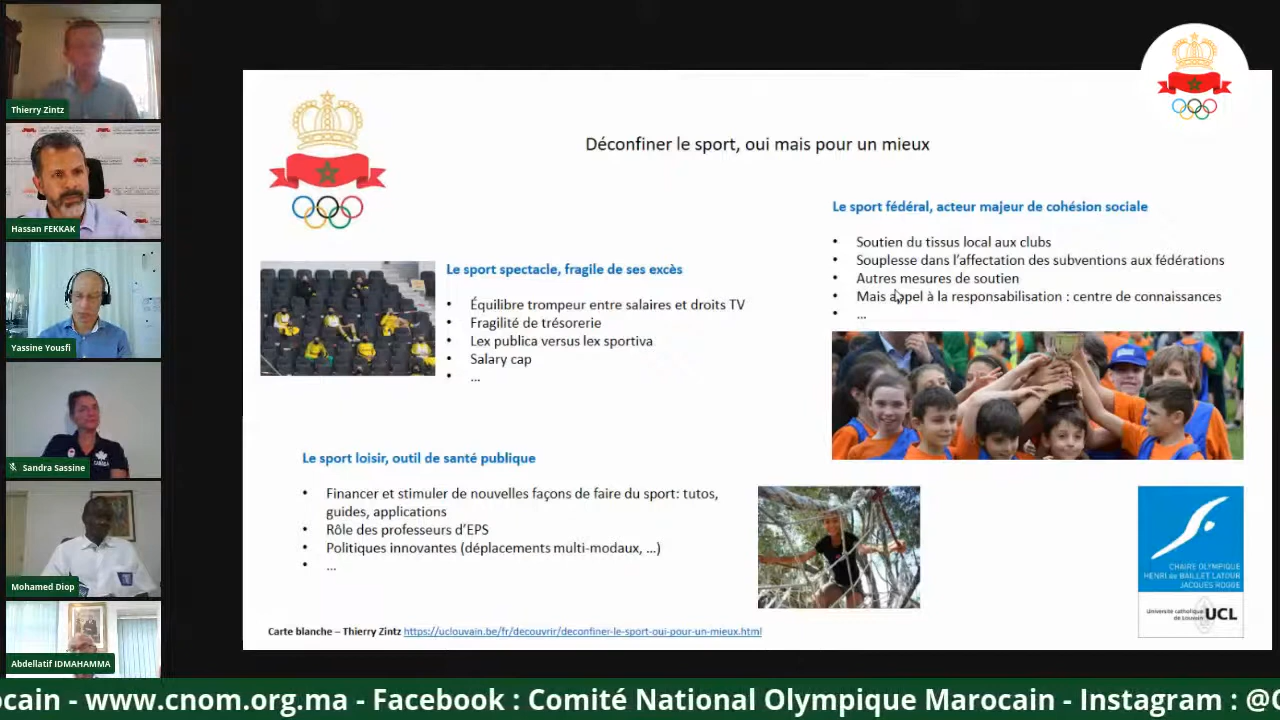 Thierry Zintz
Hassan FEKKAK
Yassine Yousfi
Sandra Sassine
CANADA
Mohamed Diop
Abdellatif IDMAHAMMA
Déconfiner le sport, oui mais pour un mieux
Le sport spectacle, fragile de ses excès
• Équilibre trompeur entre salaires et droits TV
• Fragilité de trésorerie
• Lex publica versus lex sportiva
• Salary cap
• ...
Le sport fédéral, acteur majeur de cohésion sociale
• Soutien du tissus local aux clubs
• Souplesse dans l’affectation des subventions aux fédérations
• Autres mesures de soutien
• Mais appel à la responsabilisation : centre de connaissances
• ...
Le sport loisir, outil de santé publique
• Financer et stimuler de nouvelles façons de faire du sport: tutos,
guides, applications
• Rôle des professeurs d’EPS
• Politiques innovantes (déplacements multi-modaux, ...)
• ...
CHAIRE OLYMPIQUE
HENRI de BAILLET LATOUR
JACQUES ROGGE
Université catholique
de Louvain
UCL
Carte blanche – Thierry Zintz https://uclouvain.be/fr/decouvrir/deconfiner-le-sport-oui-pour-un-mieux.html
ocain - www.cnom.org.ma - Facebook : Comité National Olympique Marocain - Instagram : @